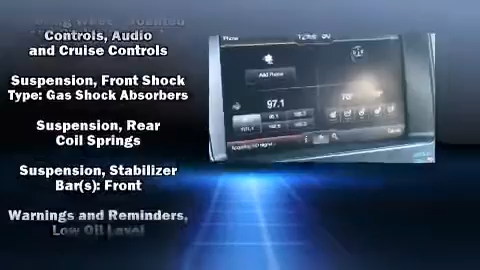 Controls, Audio
and Cruise Controls
Suspension, Front Shock
Type: Gas Shock Absorbers
Suspension, Rear
Coil Springs
Suspension, Stabilizer
Bar(s): Front
Warnings and Reminders,
Low Oil Level
Phone
Add Phone
97.1